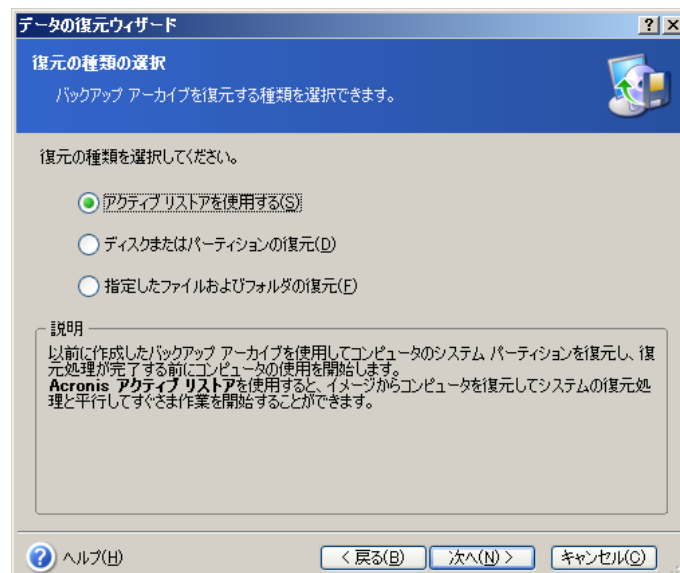 データの復元ウィザード
復元の種類の選択
バックアップ アーカイブを復元する種類を選択できます。
復元の種類を選択してください。
アクティブ リストアを使用する(S)
ディスクまたはパーティションの復元(D)
指定したファイルおよびフォルダの復元(F)
説明
以前に作成したバックアップ アーカイブを使用してコンピュータのシステム パーティションを復元し、復
元処理が完了する前にコンピュータの使用を開始します。
Acronis アクティブ リストアを使用すると、イメージからコンピュータを復元してシステムの復元処
理と平行してすぐさま作業を開始することができます。
ヘルプ(H)
< 戻る(B)
次へ(N) >
キャンセル(C)